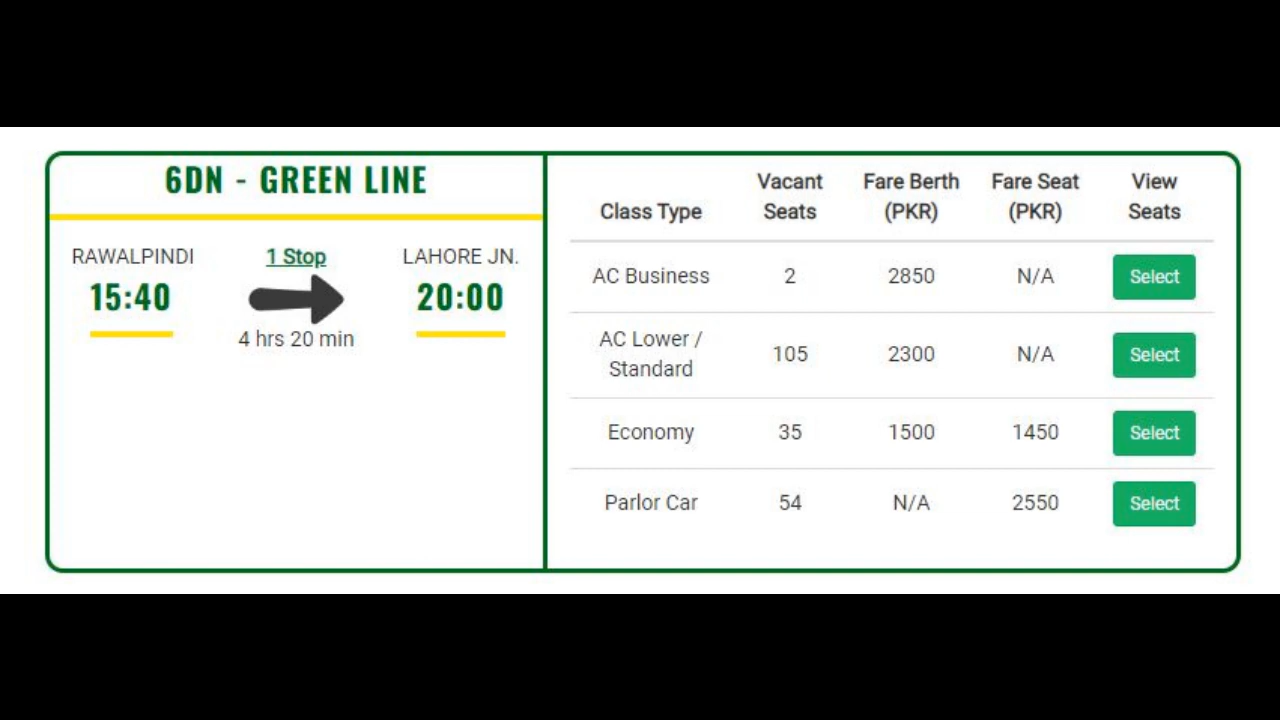 6DN - GREEN LINE
RAWALPINDI
15:40
1 Stop
4 hrs 20 min
LAHORE JN.
20:00
Class Type Vacant Seats Fare Berth (PKR) Fare Seat (PKR) View Seats
AC Business 2 2850 N/A Select
AC Lower / Standard 105 2300 N/A Select
Economy 35 1500 1450 Select
Parlor Car 54 N/A 2550 Select